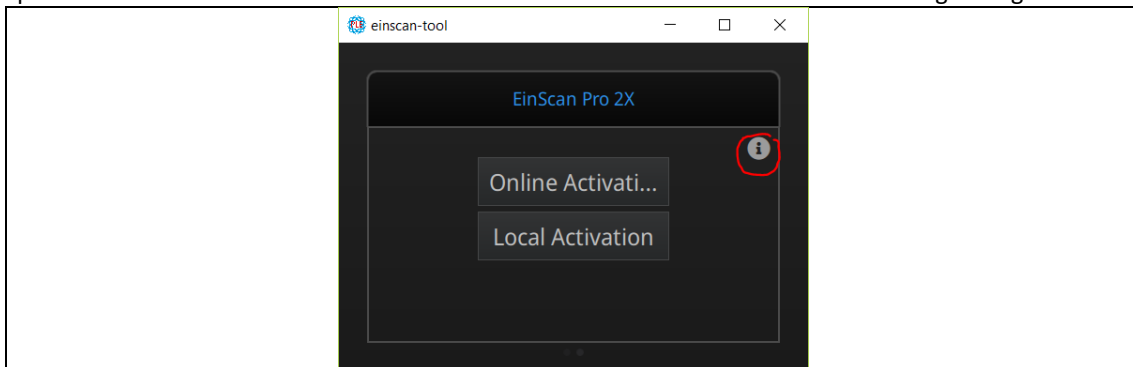 einscan-tool
EinScan Pro 2X
Online Activati...
Local Activation